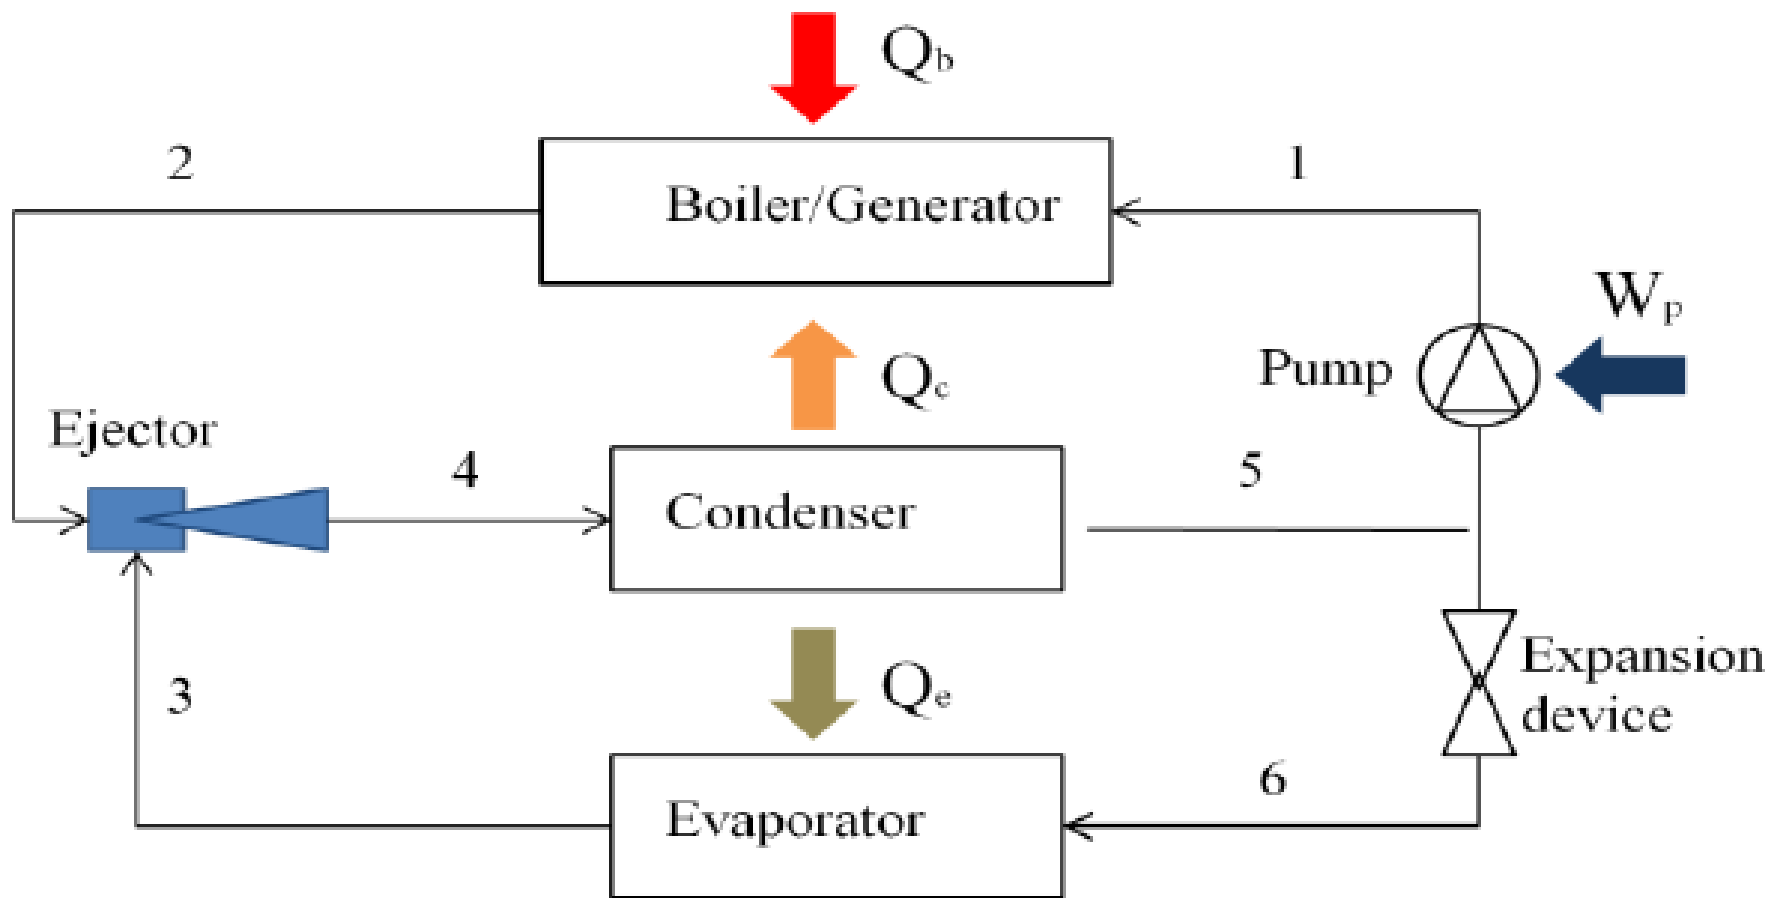 Qb
2
1
Boiler/Generator
Wp
Pump
Qc
Ejector
4
5
Condenser
Expansion
device
Qe
3
6
Evaporator